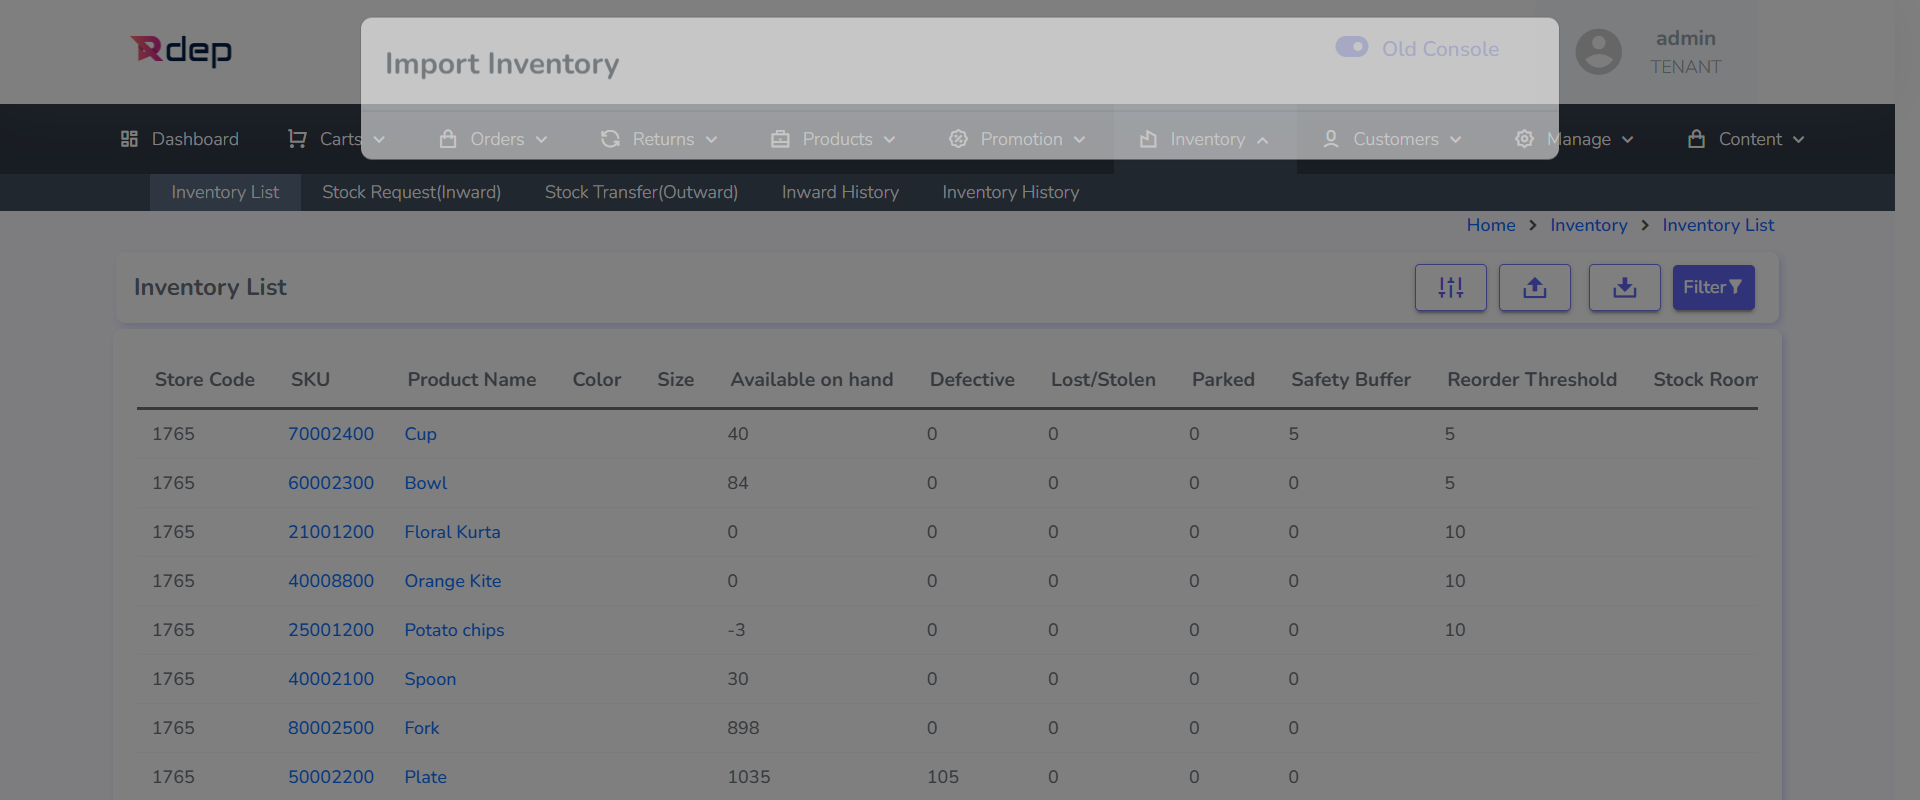 Rdep
Import Inventory
Old Console
admin
TENANT
Dashboard Carts Orders Returns Products Promotion Inventory Customers Manage Content
Inventory List Stock Request(Inward) Stock Transfer(Outward) Inward History Inventory History
Home > Inventory > Inventory List
Inventory List
Filter
Store Code SKU Product Name Color Size Available on hand Defective Lost/Stolen Parked Safety Buffer Reorder Threshold Stock Room
1765 70002400 Cup 40 0 0 0 5 5
1765 60002300 Bowl 84 0 0 0 0 5
1765 21001200 Floral Kurta 0 0 0 0 0 10
1765 40008800 Orange Kite 0 0 0 0 0 10
1765 25001200 Potato chips -3 0 0 0 0 10
1765 40002100 Spoon 30 0 0 0 0
1765 80002500 Fork 898 0 0 0 0
1765 50002200 Plate 1035 105 0 0 0